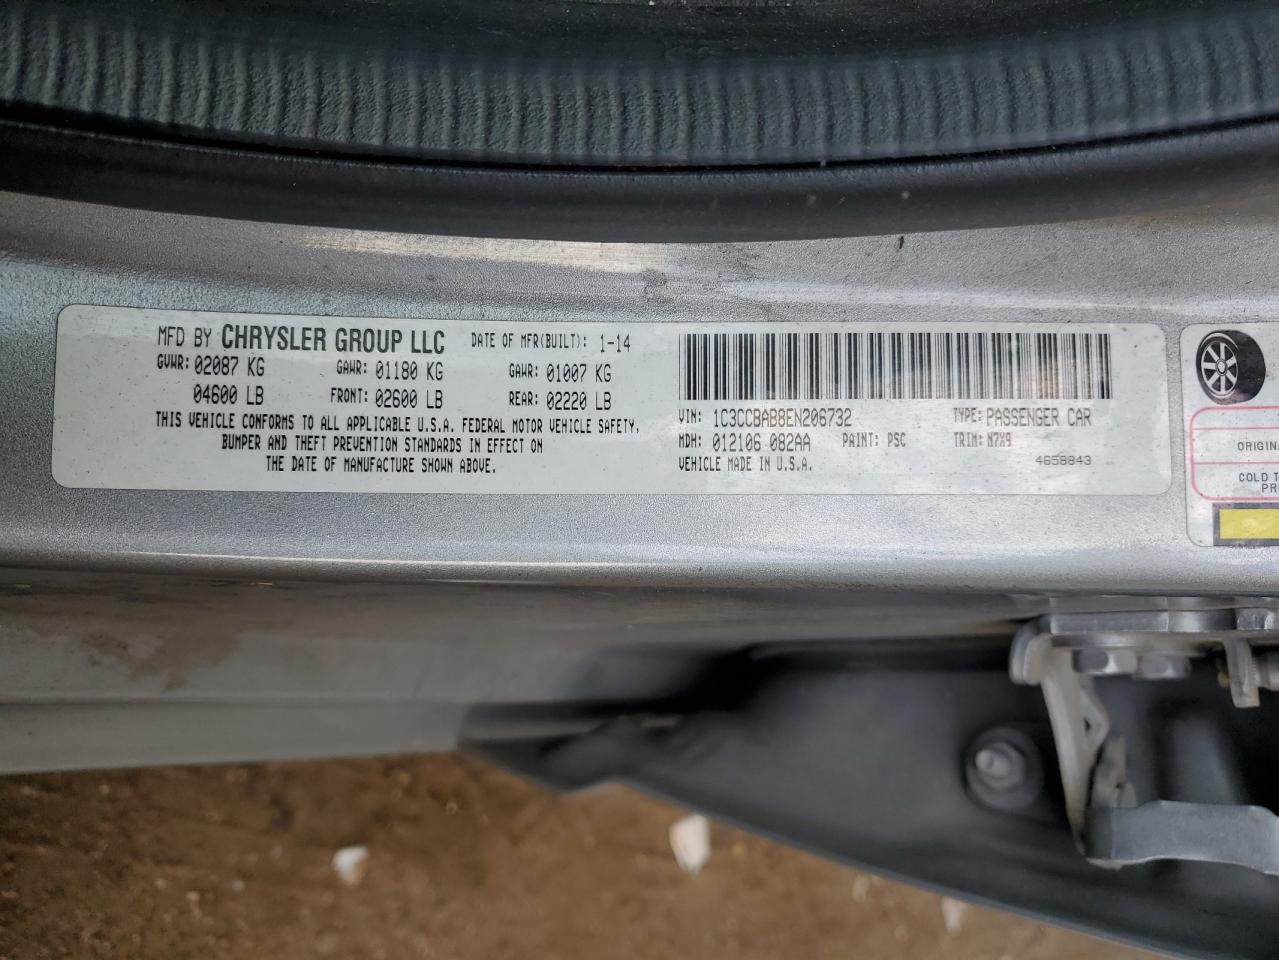 MFD BY CHRYSLER GROUP LLC DATE OF MFR(BUILT): 1-14
GVWR: 02087 KG GAWR: 01180 KG GAWR: 01007 KG
04600 LB FRONT: 02600 LB REAR: 02220 LB
THIS VEHICLE CONFORMS TO ALL APPLICABLE U.S.A. FEDERAL MOTOR VEHICLE SAFETY,
BUMPER AND THEFT PREVENTION STANDARDS IN EFFECT ON
THE DATE OF MANUFACTURE SHOWN ABOVE.
VIN: 1C3CCBAB8EN206732 TYPE: PASSENGER CAR
MDH: 012106 082AA PAINT: PSC TRIM: N7X9
VEHICLE MADE IN U.S.A. 4658843
ORIGINA
COLD T
PR